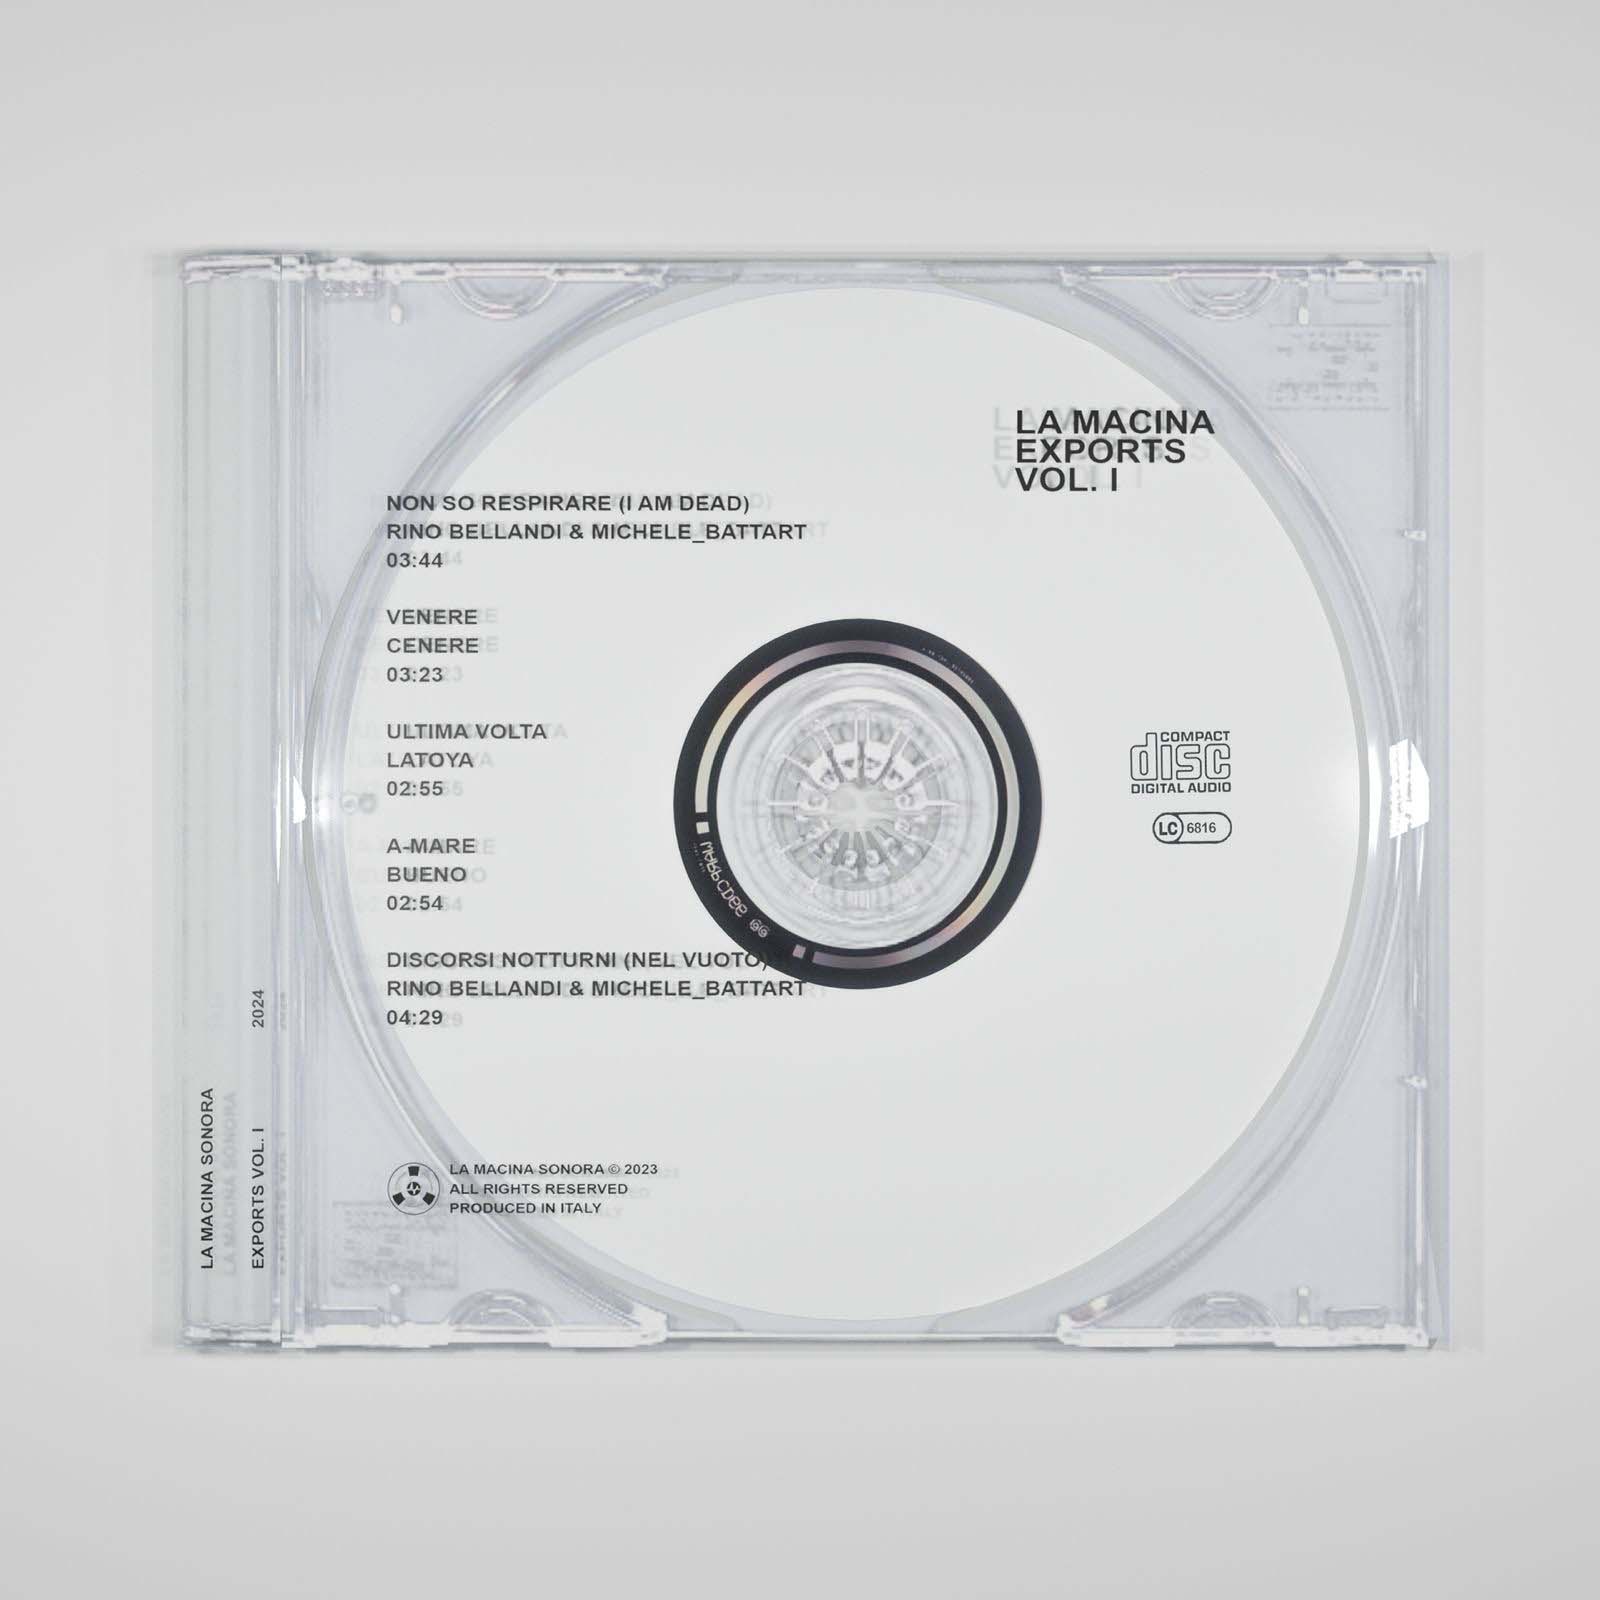 LA MACINA
EXPORTS
VOL. I
NON SO RESPIRARE (I AM DEAD)
RINO BELLANDI & MICHELE_BATTART
03:44
VENERE
CENERE
03:23
ULTIMA VOLTA
LATOYA
02:55
A-MARE
BUENO
02:54
DISCORSI NOTTURNI (NEL VUOTO)
RINO BELLANDI & MICHELE_BATTART
04:29
COMPACT
disc
DIGITAL AUDIO
LC 6816
LA MACINA SONORA © 2023
ALL RIGHTS RESERVED
PRODUCED IN ITALY
LA MACINA SONORA
EXPORTS VOL. I 2024